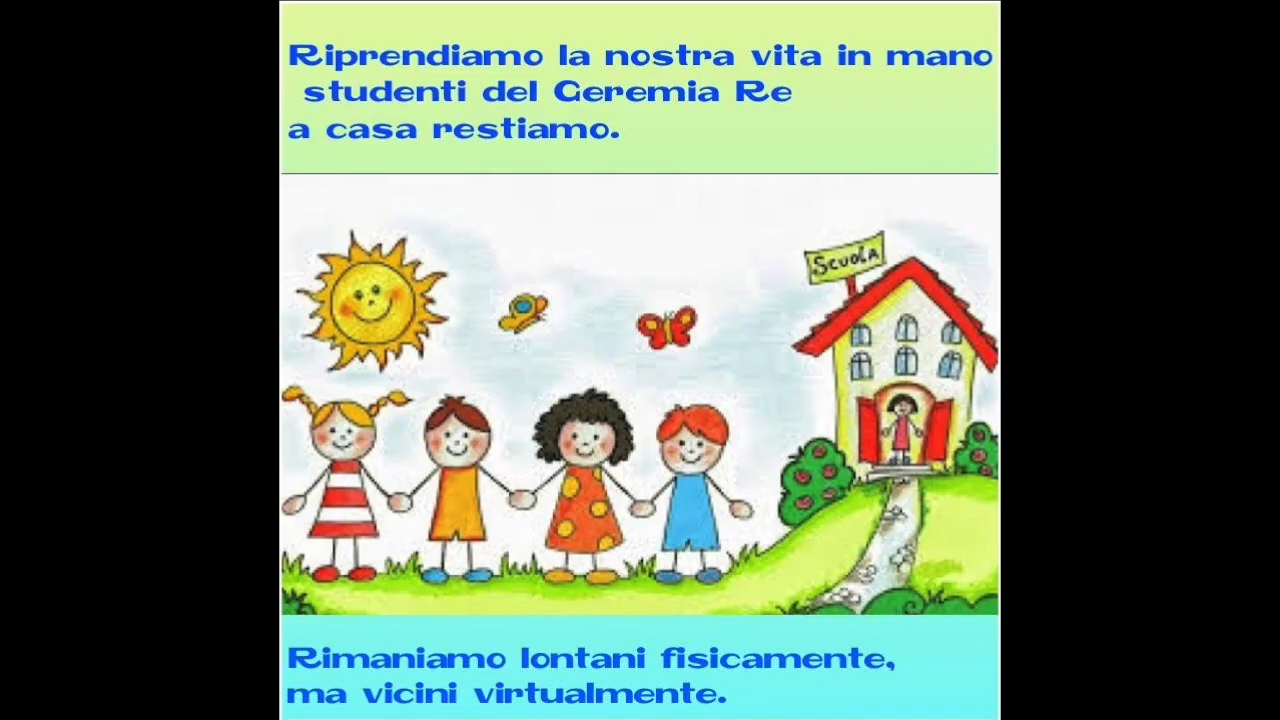 Riprendiamo la nostra vita in mano
studenti del Geremia Re
a casa restiamo.
Scuola
Rimaniamo lontani fisicamente,
ma vicini virtualmente.